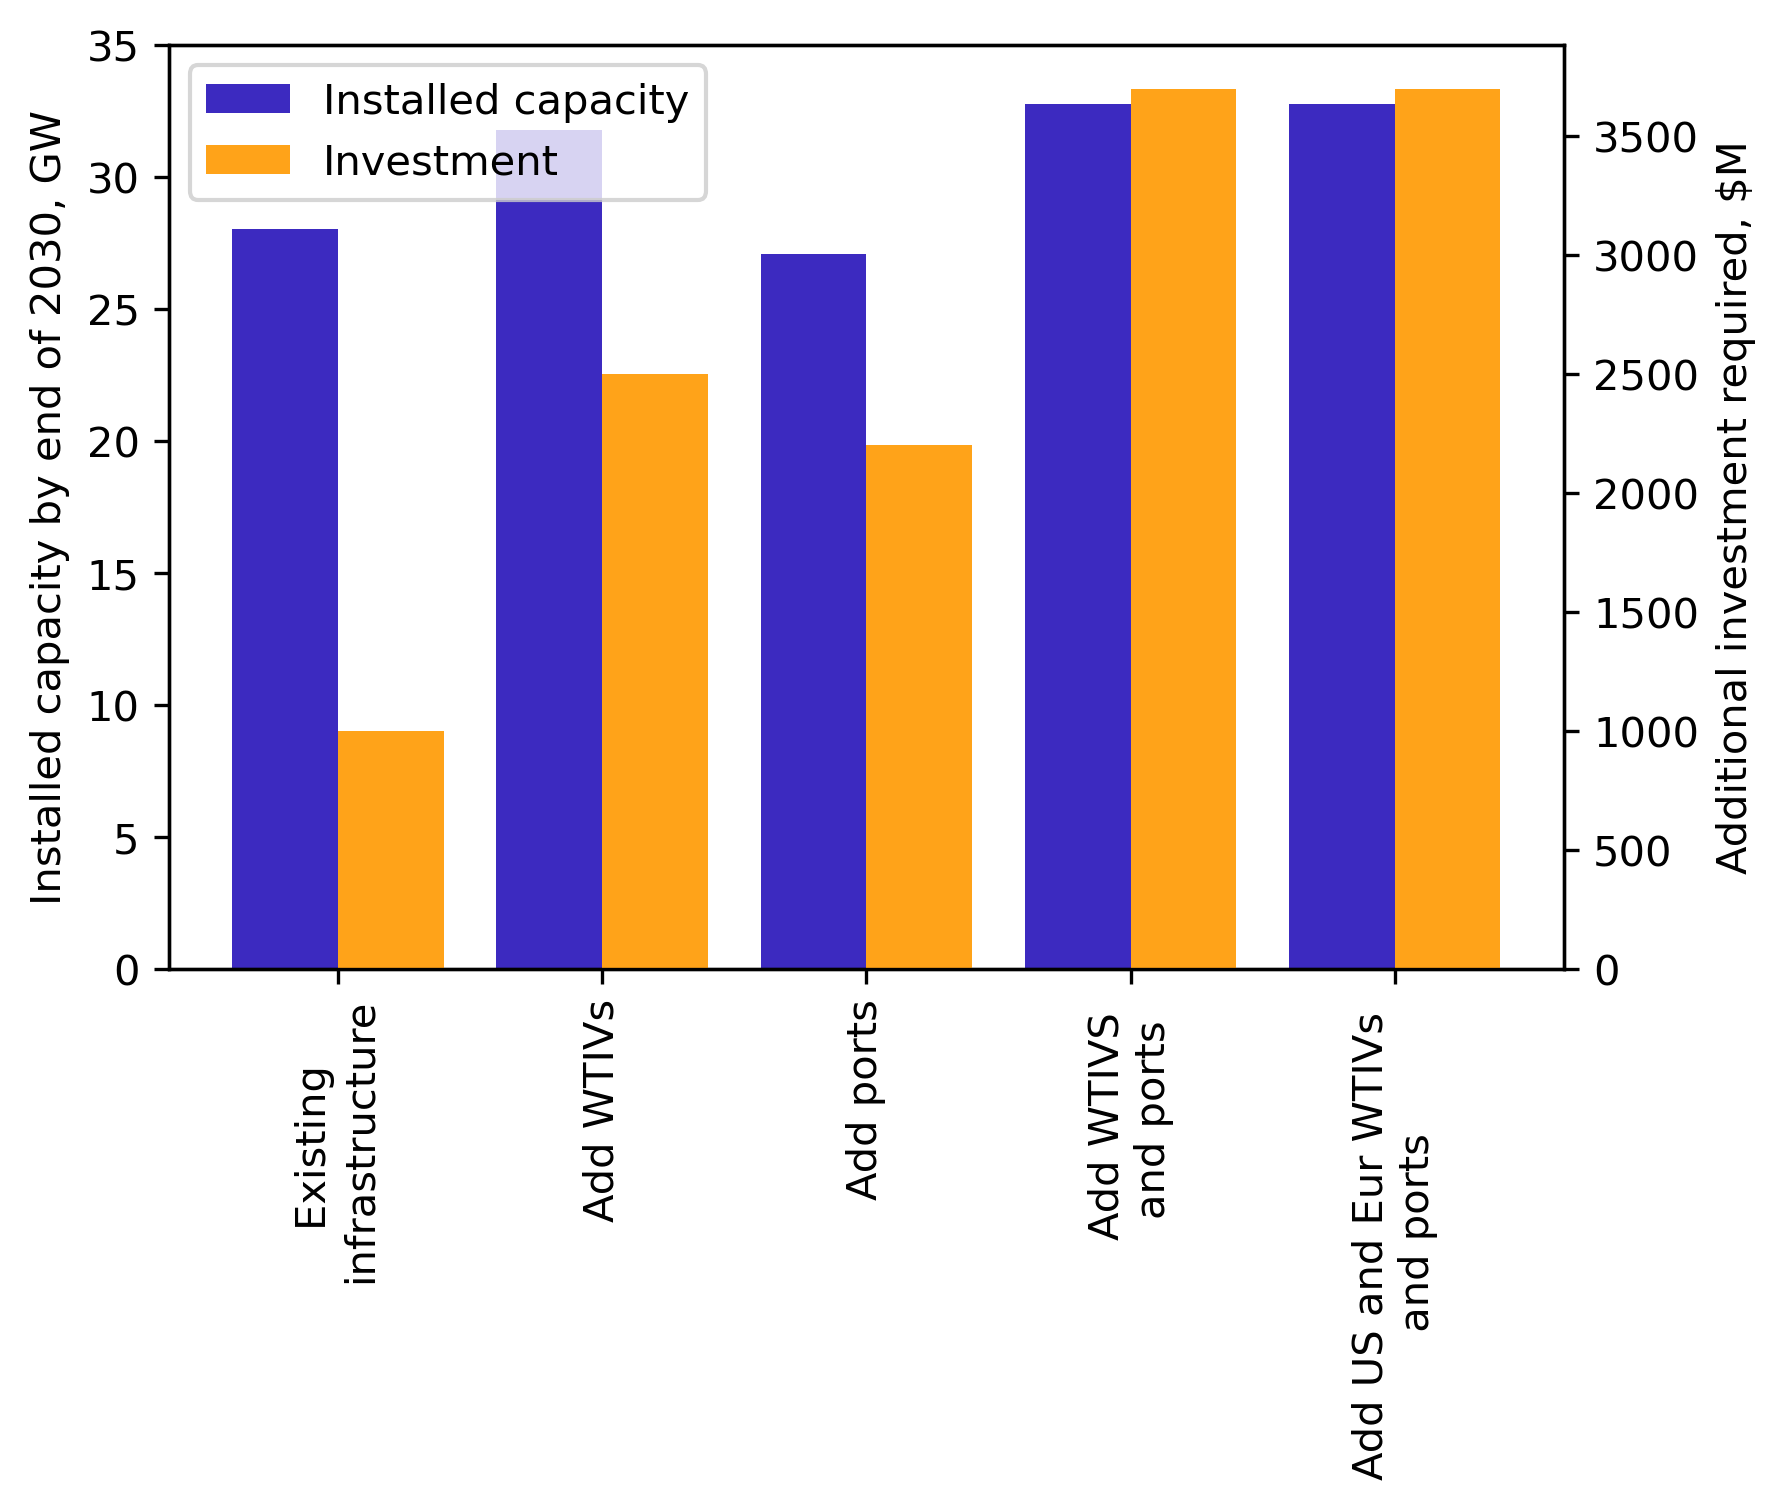 Installed capacity
Investment
Installed capacity by end of 2030, GW
35
30
25
20
15
10
5
0
3500
3000
2500
2000
1500
1000
500
0
Additional investment required, $M
Existing
infrastructure
Add WTIVs
Add ports
Add WTIVS
and ports
Add US and Eur WTIVs
and ports